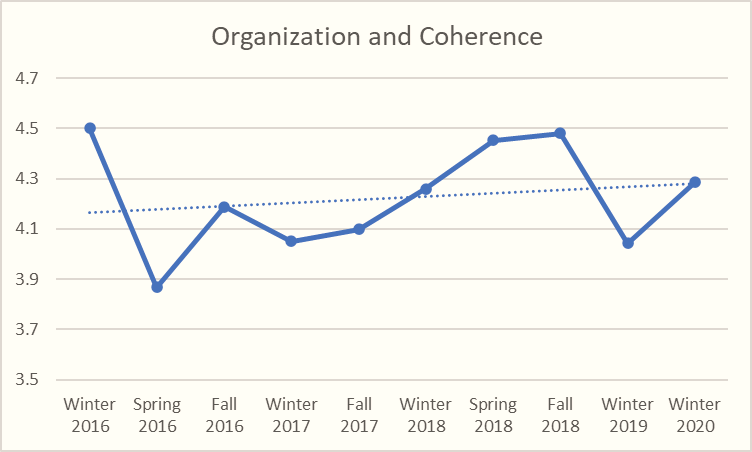 Organization and Coherence
4.7
4.5
4.3
4.1
3.9
3.7
3.5
Winter Spring Fall Winter Fall Winter Spring Fall Winter Winter
2016 2016 2016 2017 2017 2018 2018 2018 2019 2020